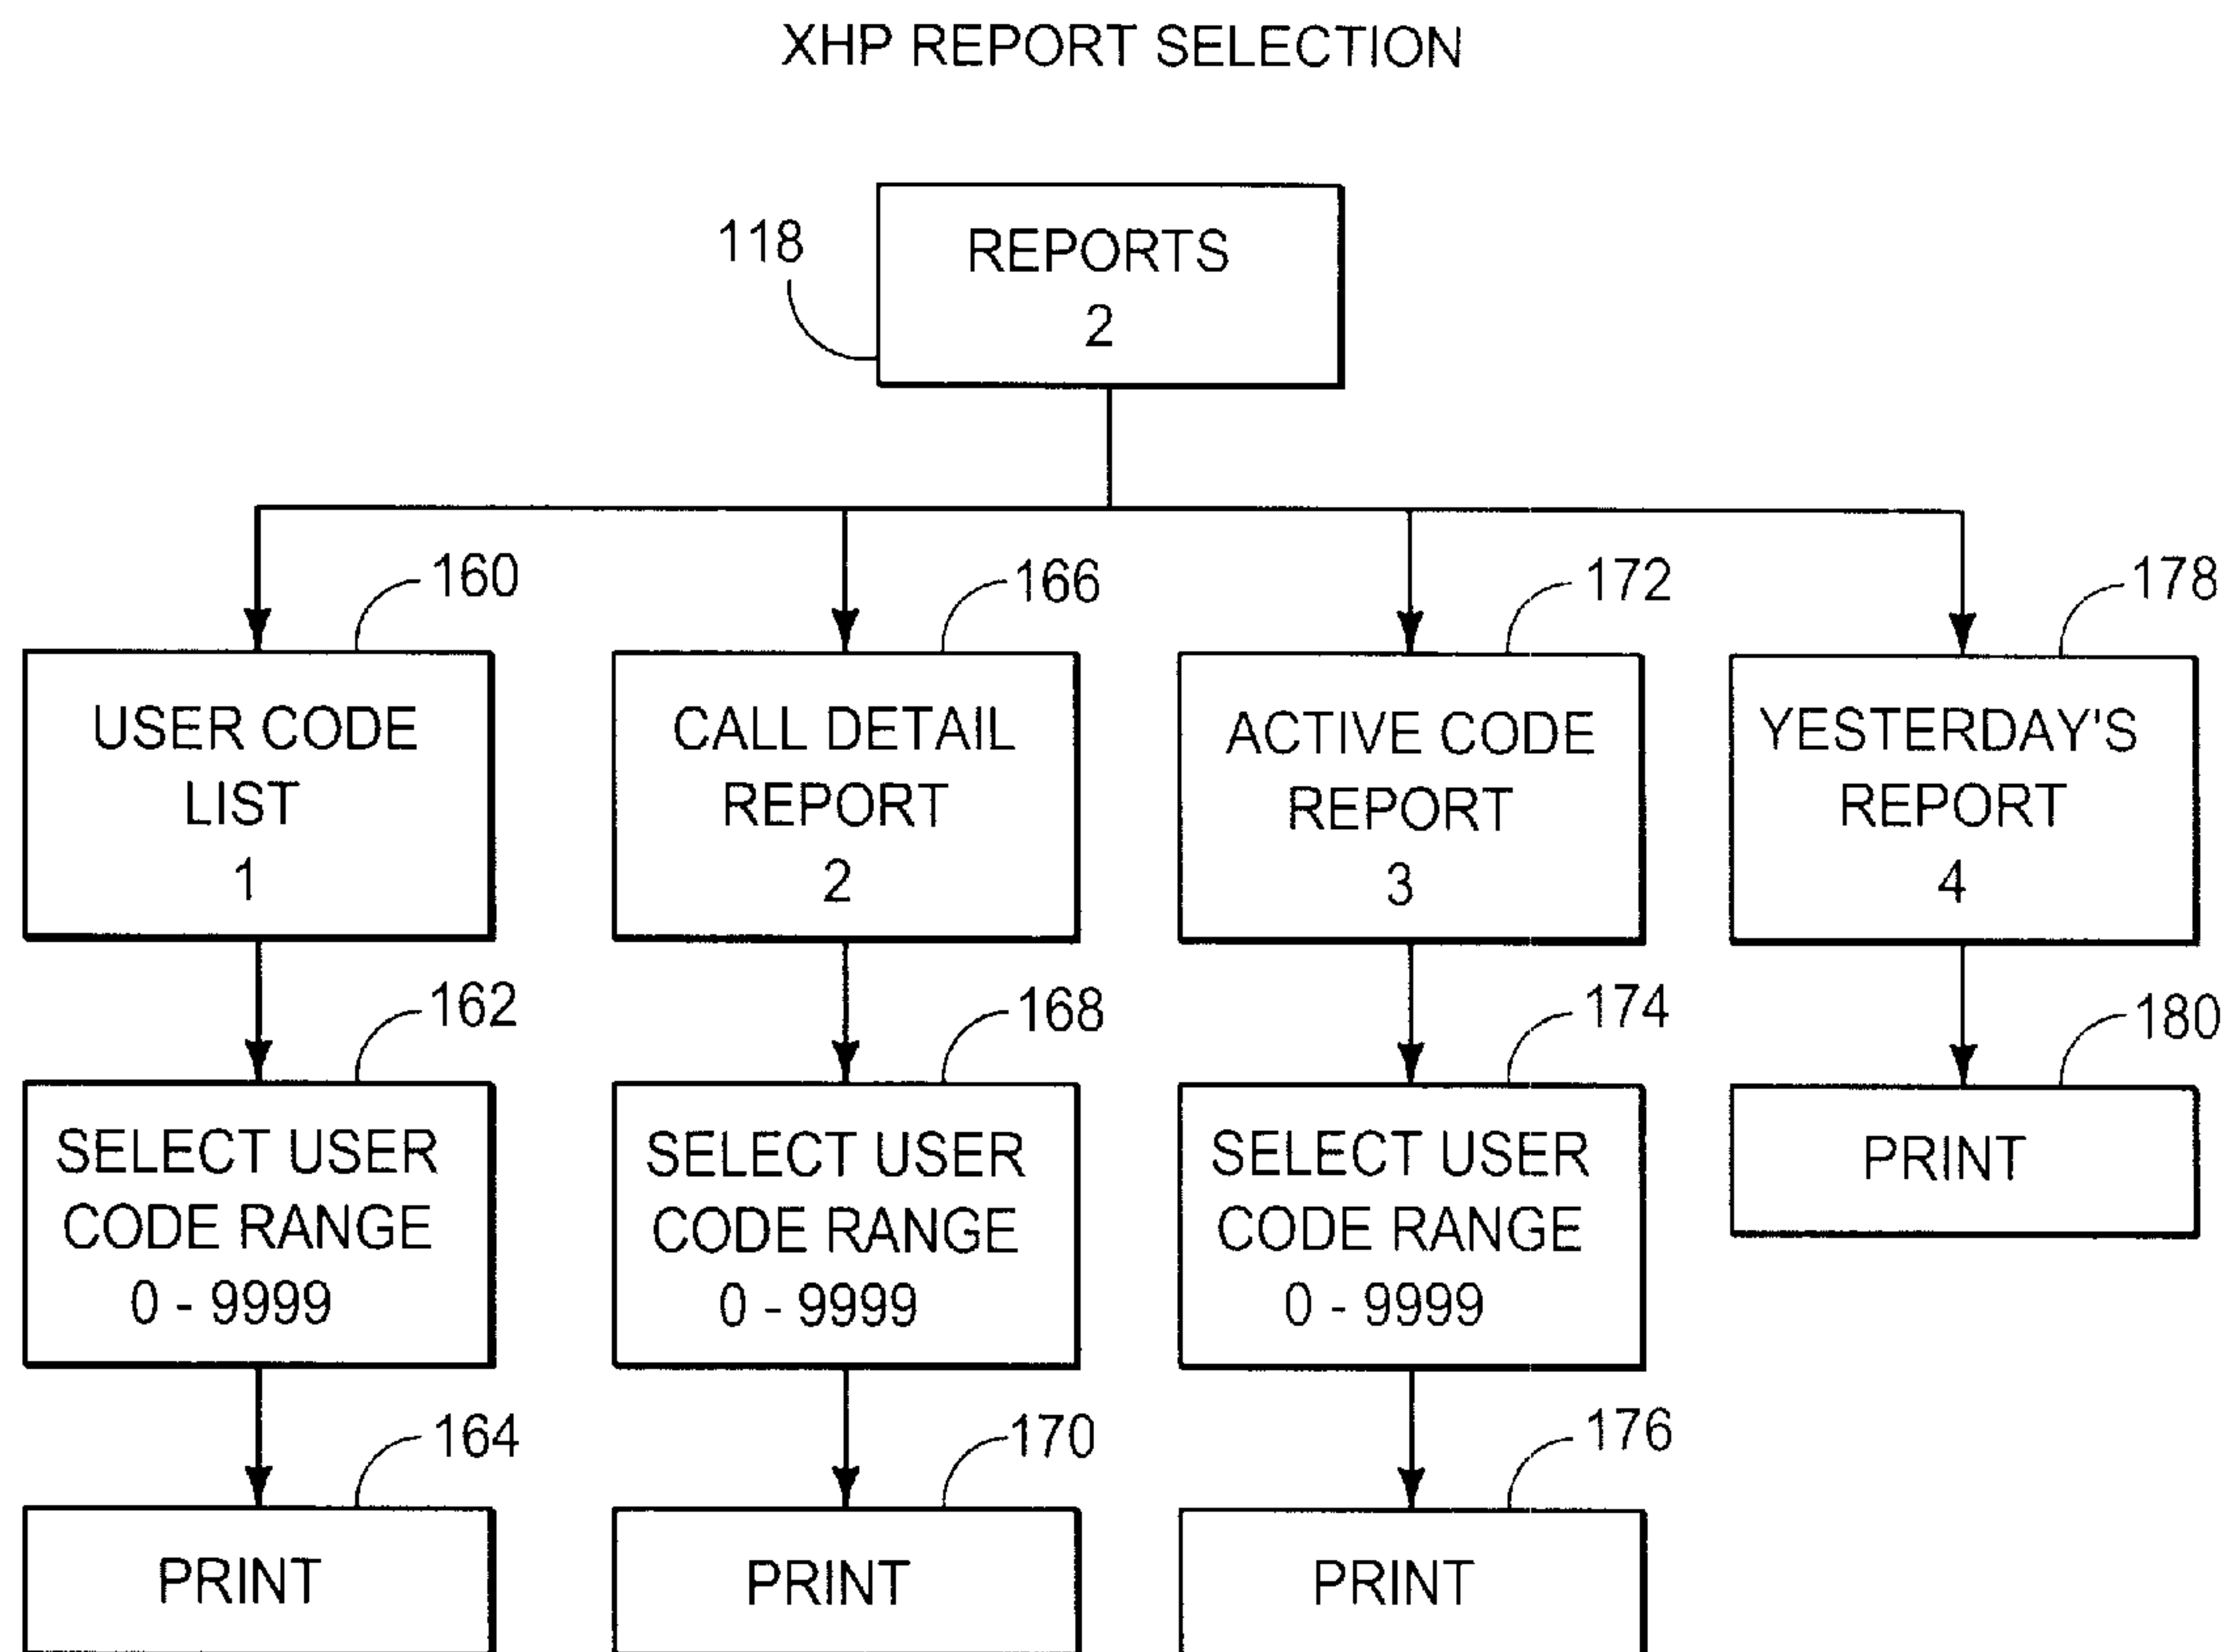 XHP REPORT SELECTION
118
REPORTS
2
160
166
172
178
USER CODE
LIST
1
CALL DETAIL
REPORT
2
ACTIVE CODE
REPORT
3
YESTERDAY'S
REPORT
4
162
168
174
180
SELECT USER
CODE RANGE
0 - 9999
SELECT USER
CODE RANGE
0 - 9999
SELECT USER
CODE RANGE
0 - 9999
PRINT
164
170
176
PRINT
PRINT
PRINT